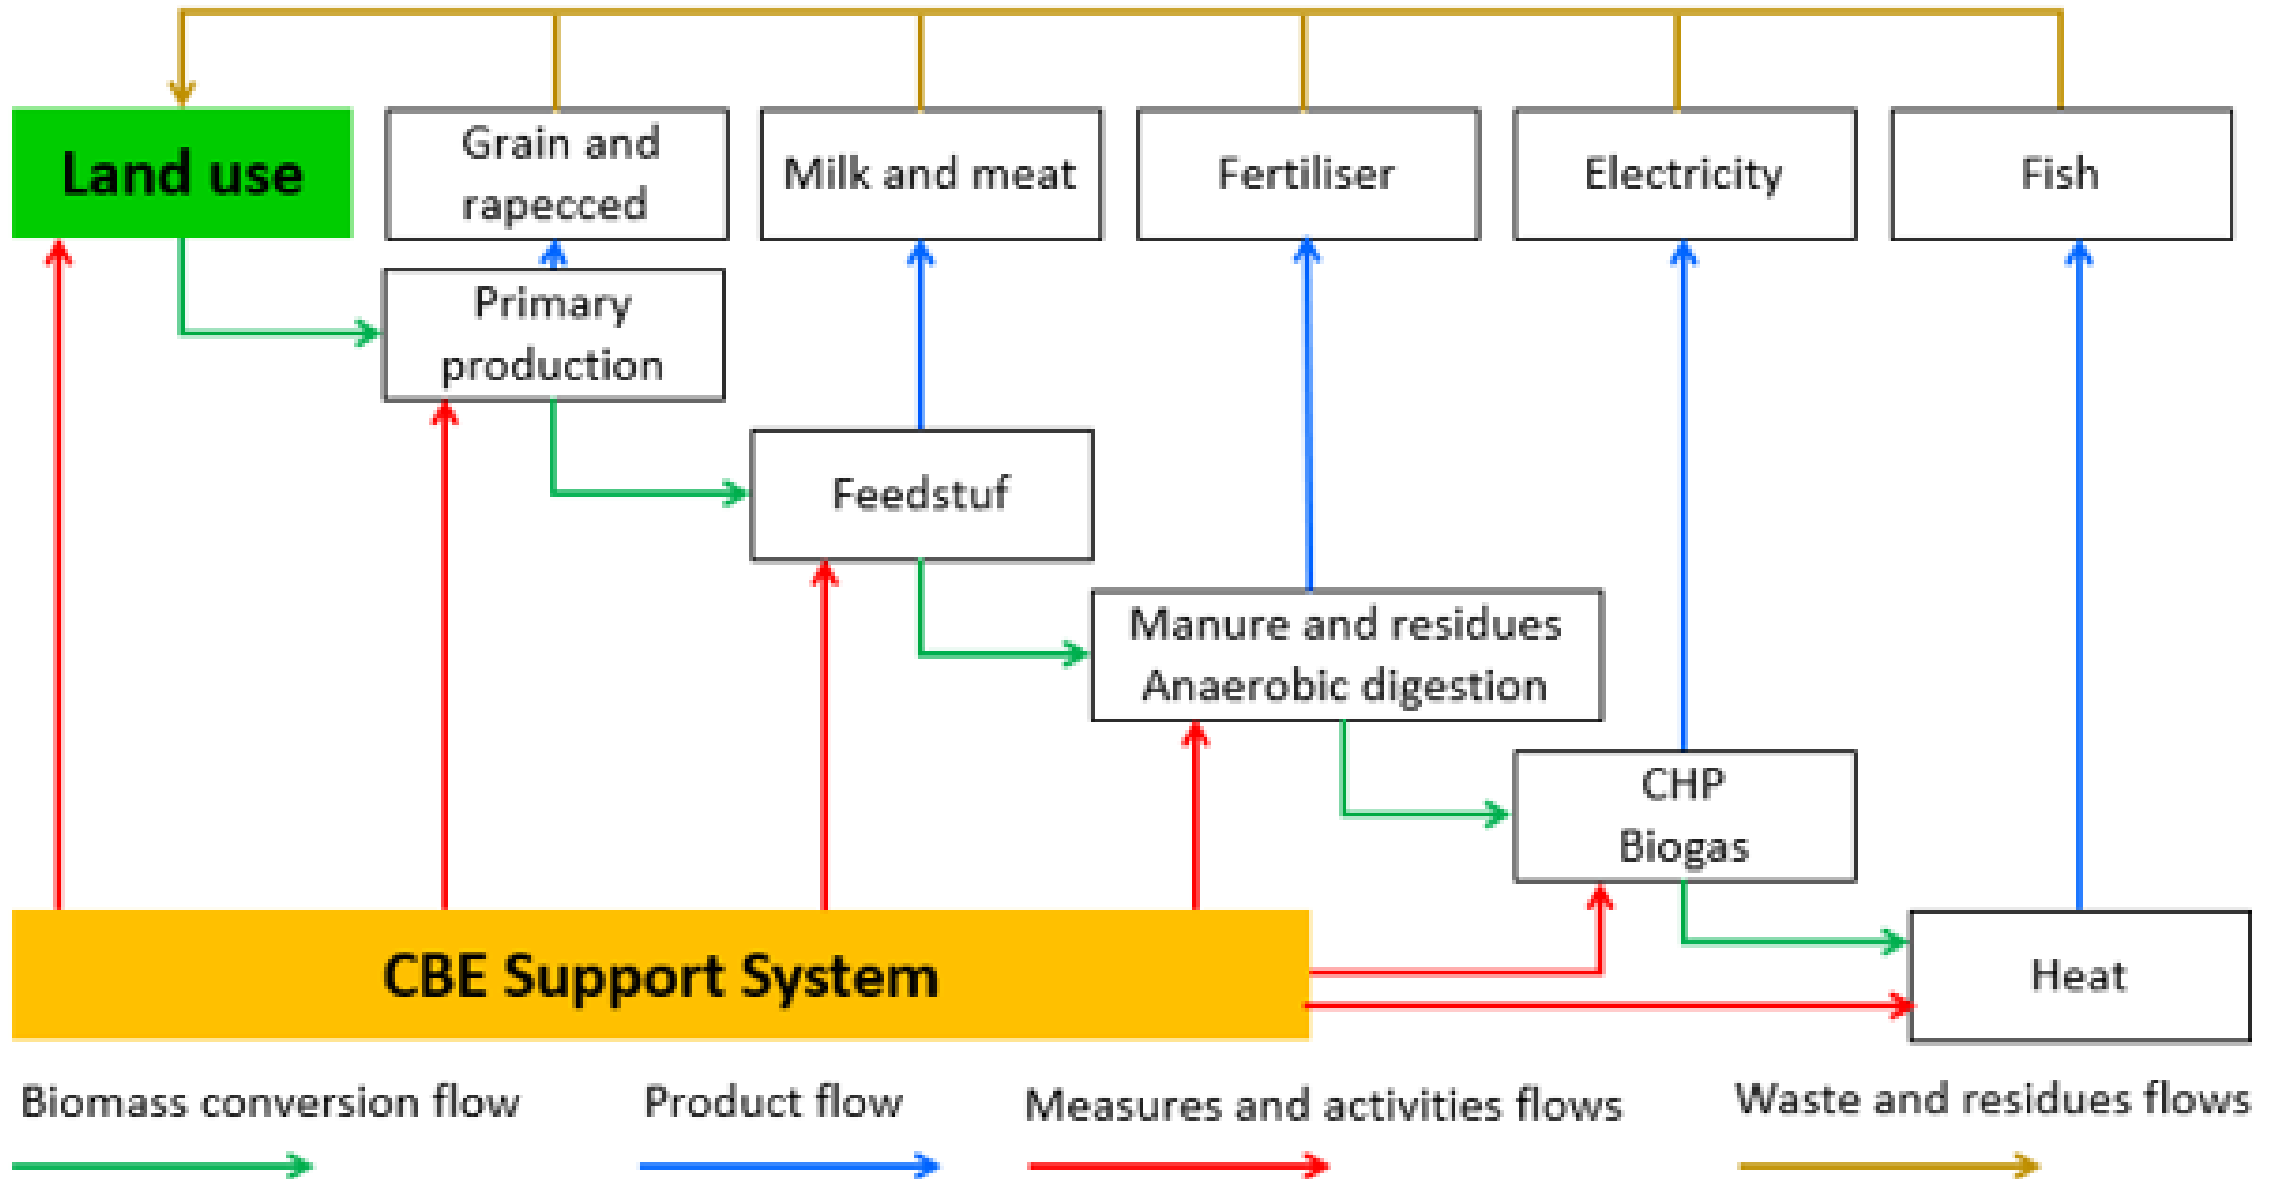 Land use
Grain and
rapecced
Milk and meat
Fertiliser
Electricity
Fish
Primary
production
Feedstuf
Manure and residues
Anaerobic digestion
CHP
Biogas
CBE Support System
Heat
Biomass conversion flow
Product flow
Measures and activities flows
Waste and residues flows